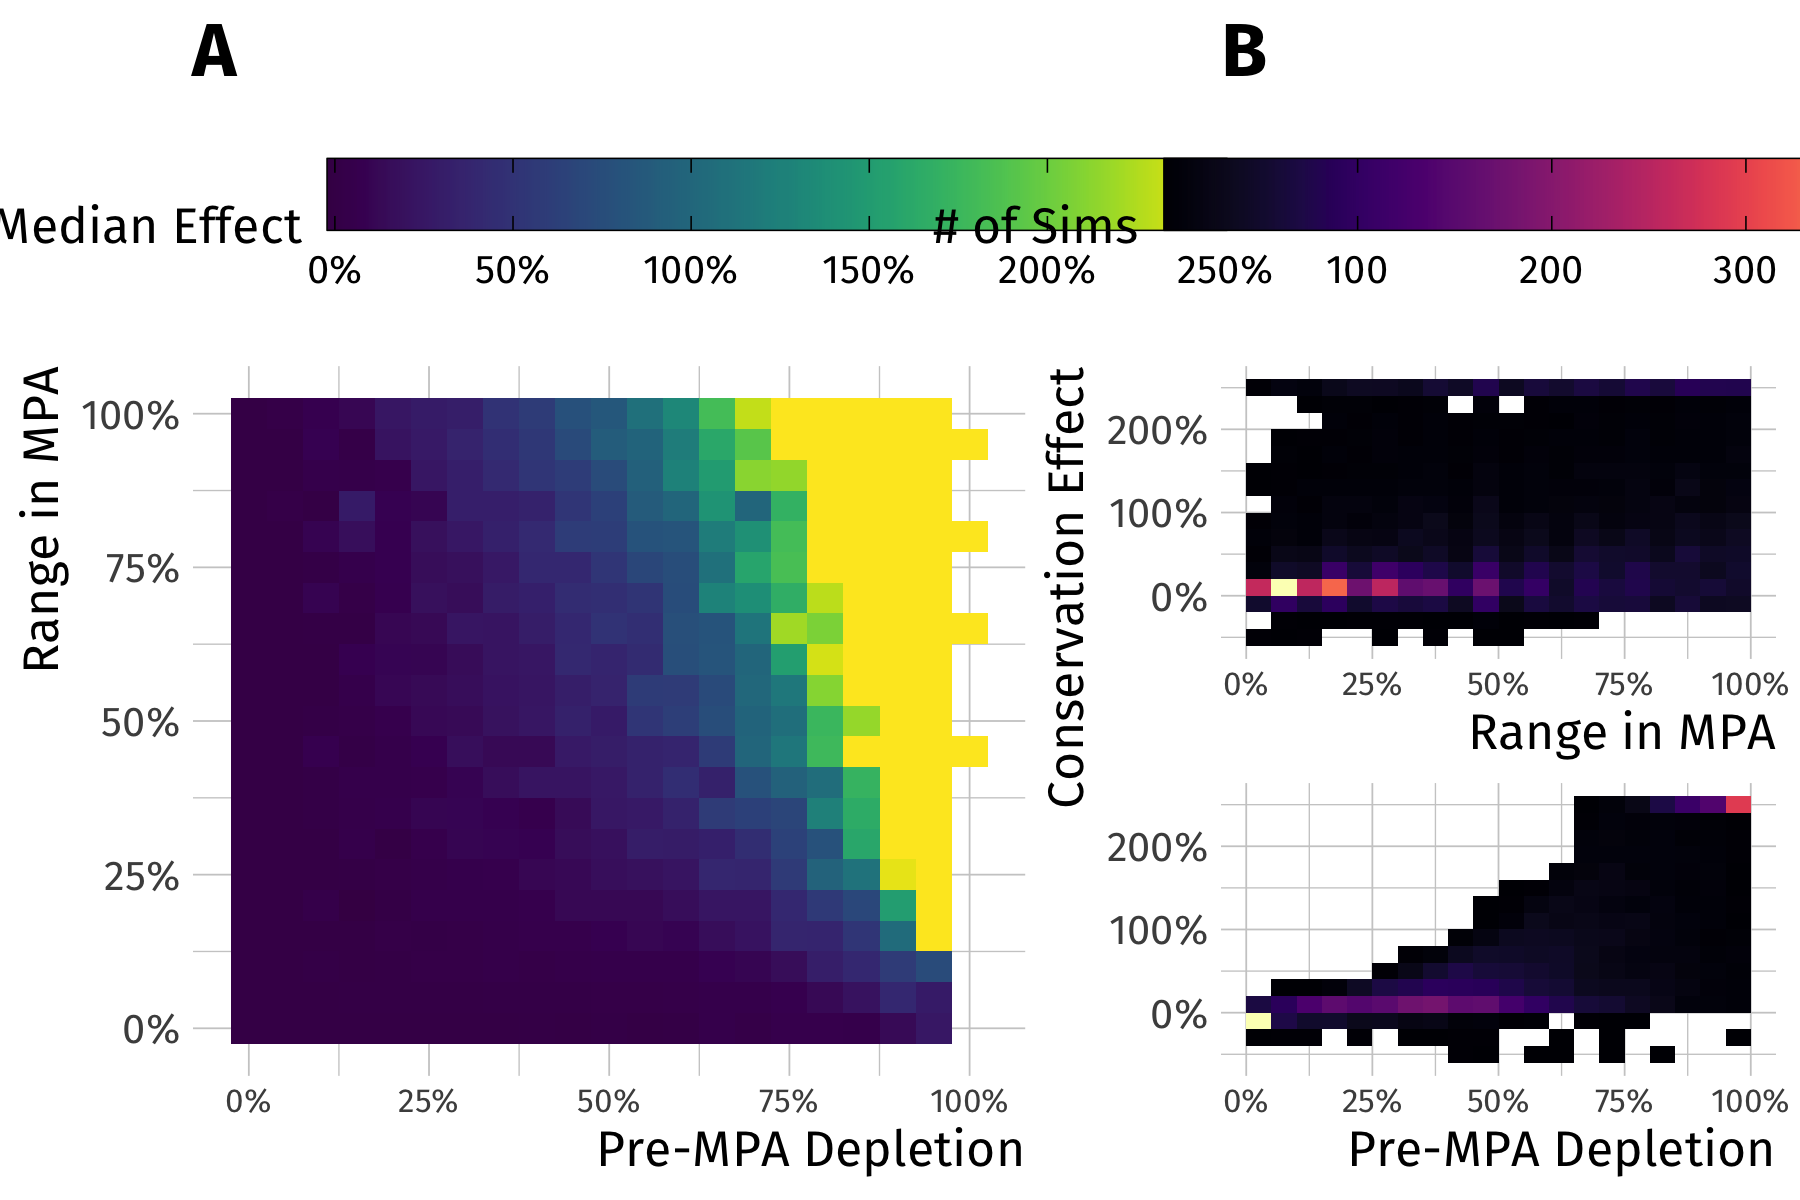 A
B
Median Effect
0% 50% 100% 150% 200% 250%
# of Sims
100 200 300
Range in MPA
100%
75%
50%
25%
0%
0% 25% 50% 75% 100%
Pre-MPA Depletion
Conservation Effect
200%
100%
0%
0% 25% 50% 75% 100%
Range in MPA
200%
100%
0%
0% 25% 50% 75% 100%
Pre-MPA Depletion